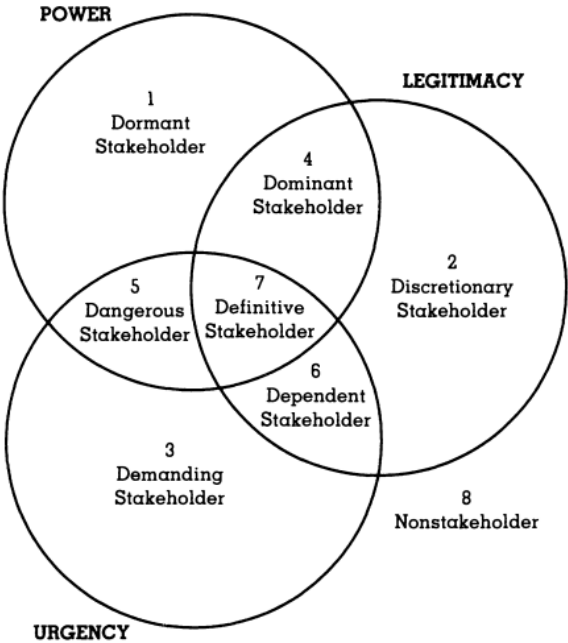 POWER
LEGITIMACY
1
Dormant
Stakeholder
4
Dominant
Stakeholder
2
Discretionary
Stakeholder
5
Dangerous
Stakeholder
7
Definitive
Stakeholder
6
Dependent
Stakeholder
3
Demanding
Stakeholder
8
Nonstakeholder
URGENCY